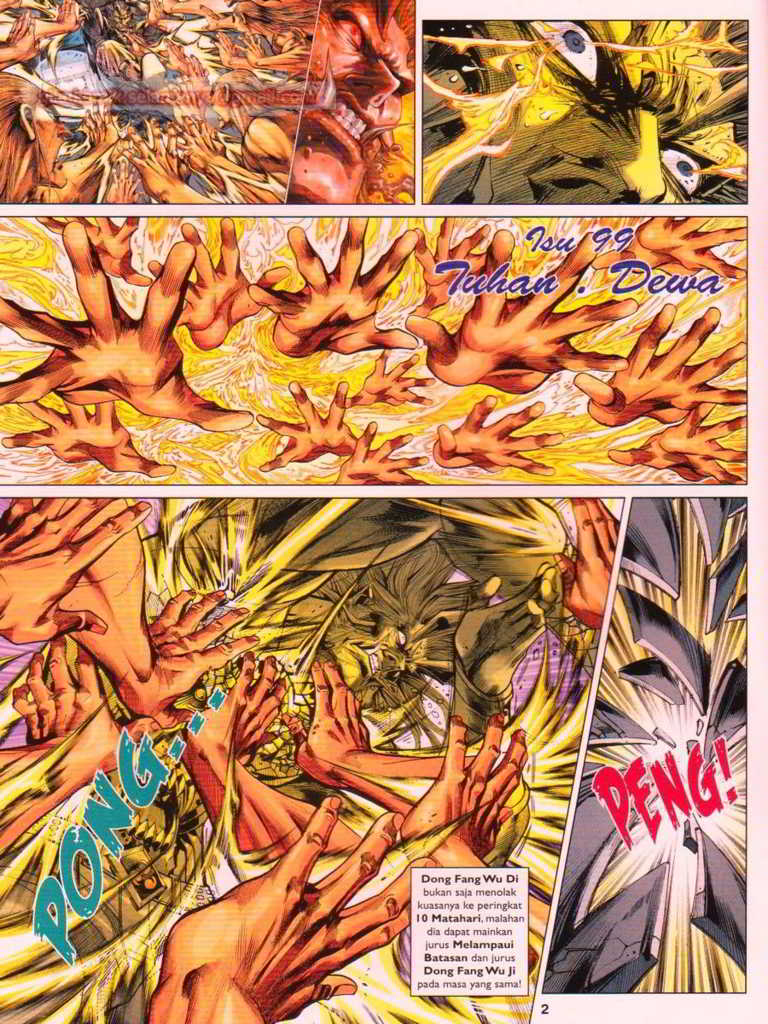 Isu '99
Tuhan . Dewa
PONG...
PENG!
Dong Fang Wu Di
bukan saja menolak
kuasanya ke peringkat
10 Matahari, malahan
dia dapat mainkan
jurus Melampaui
Batasan dan jurus
Dong Fang Wu Ji
pada masa yang sama!
2